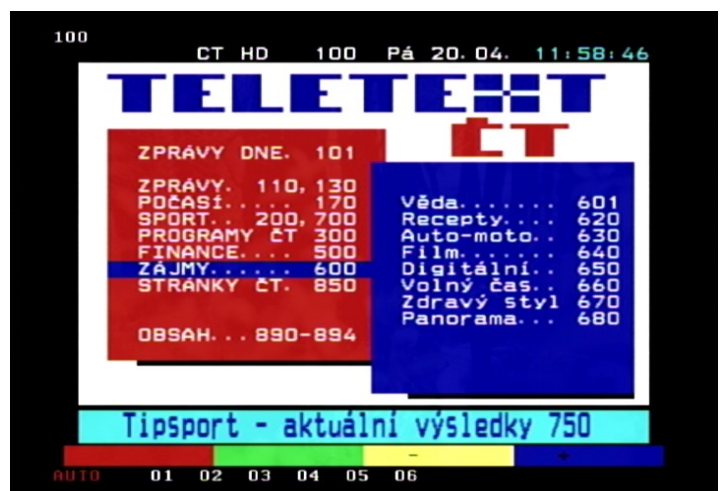 100
CT HD 100 Pá 20.04. 11:58:46
TELETEXT
ČT
ZPRÁVY DNE. 101
ZPRÁVY. 110,130
POČASÍ..... 170
SPORT.. 200,700
PROGRAMY ČT 300
FINANCE.... 500
ZÁJMY...... 600
STRÁNKY ČT. 850
OBSAH...890-894
Věda....... 601
Recepty.... 620
Auto-moto.. 630
Film....... 640
Digitální.. 650
Volný čas.. 660
Zdravý styl 670
Panorama... 680
Tipsport - aktuální výsledky 750
- +
AUTO 01 02 03 04 05 06